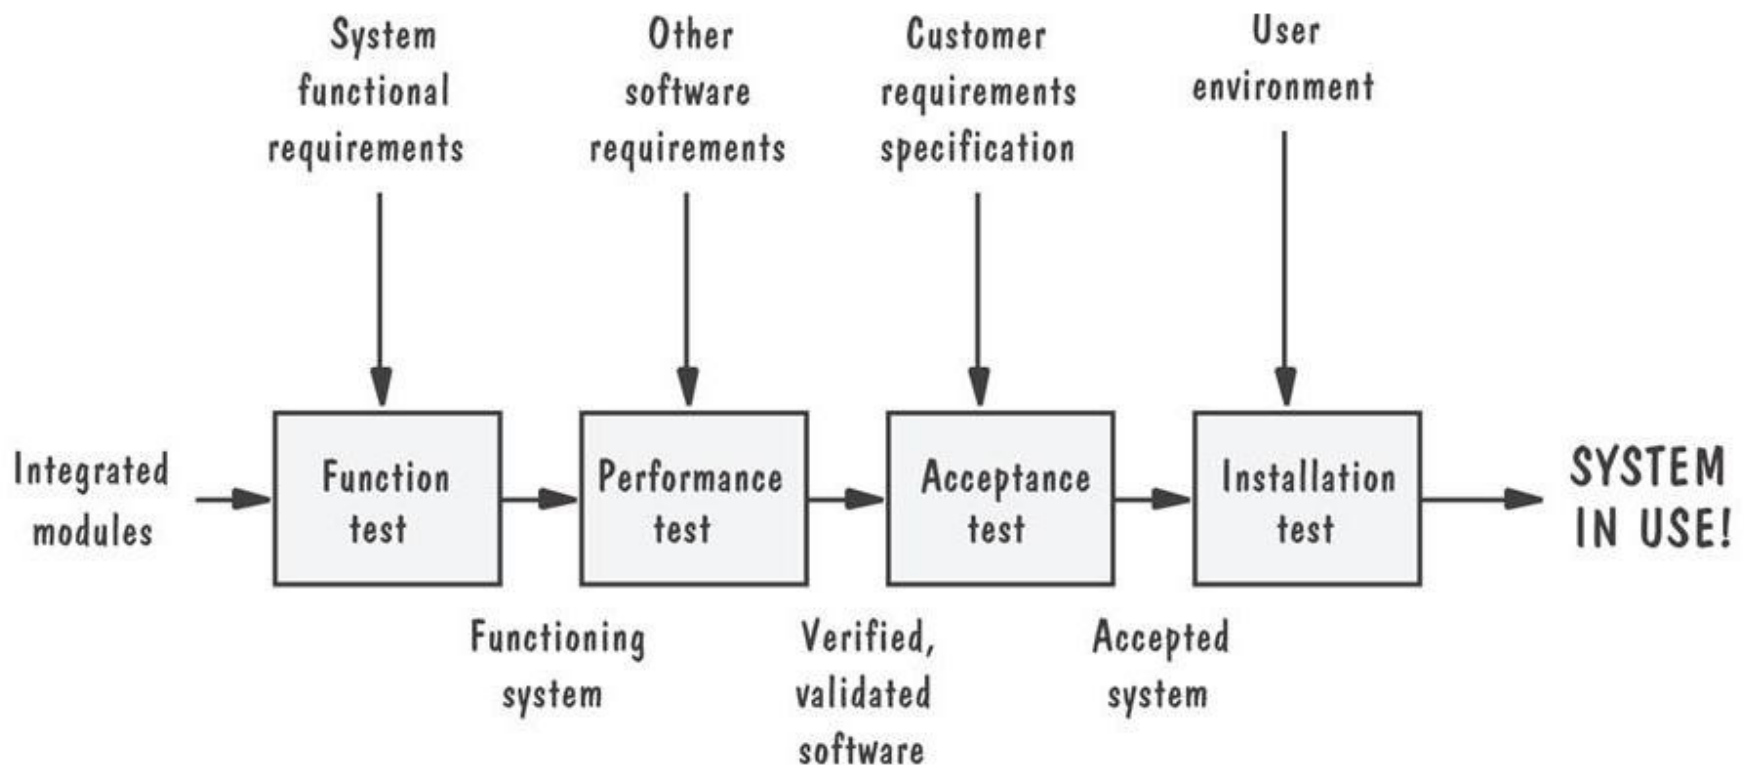 System
functional
requirements
Other
software
requirements
Customer
requirements
specification
User
environment
Integrated
modules
Function
test
Performance
test
Acceptance
test
Installation
test
SYSTEM
IN USE!
Functioning
system
Verified,
validated
software
Accepted
system